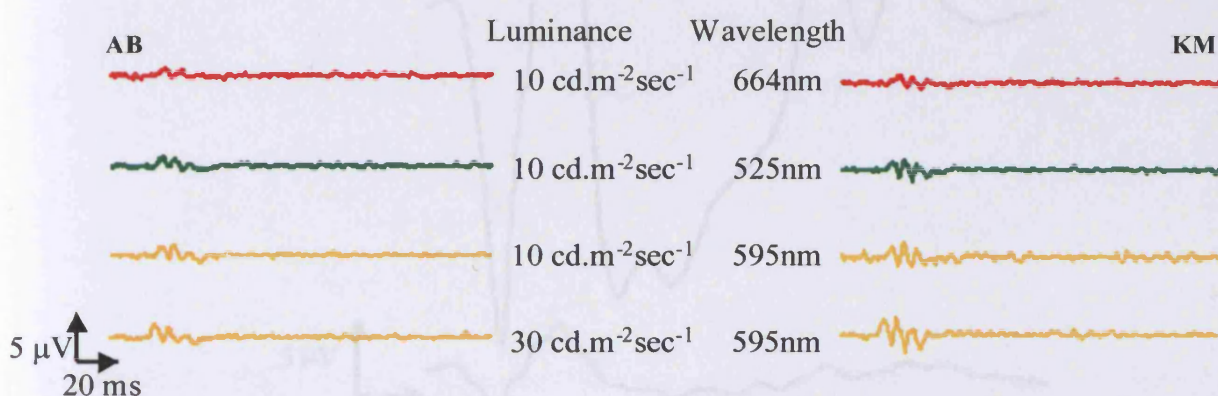 Luminance Wavelength
AB KM
10 cd.m-2sec-1 664nm
10 cd.m-2sec-1 525nm
10 cd.m-2sec-1 595nm
30 cd.m-2sec-1 595nm
5 µV
20 ms